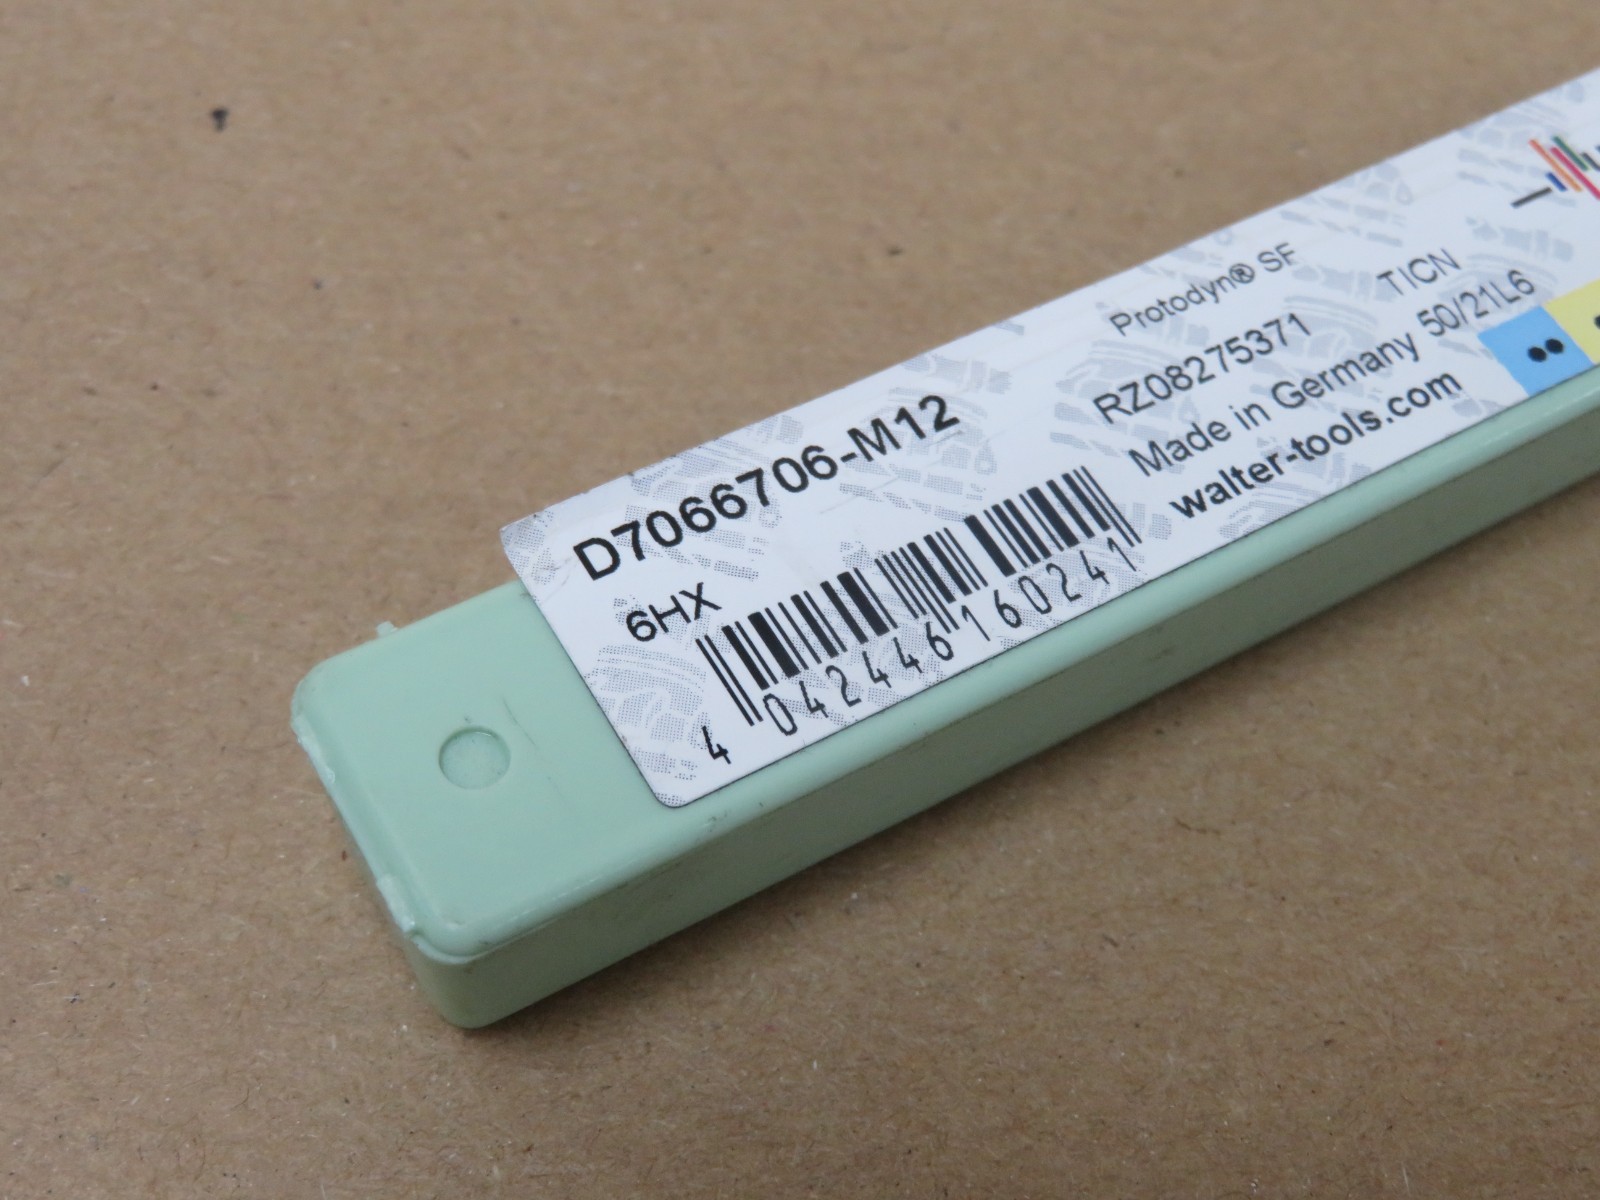 D7066706-M12
6HX
4 042446 160241
Protodyn® SF
TICN
RZ08275371
Made in Germany 50/21L6
walter-tools.com